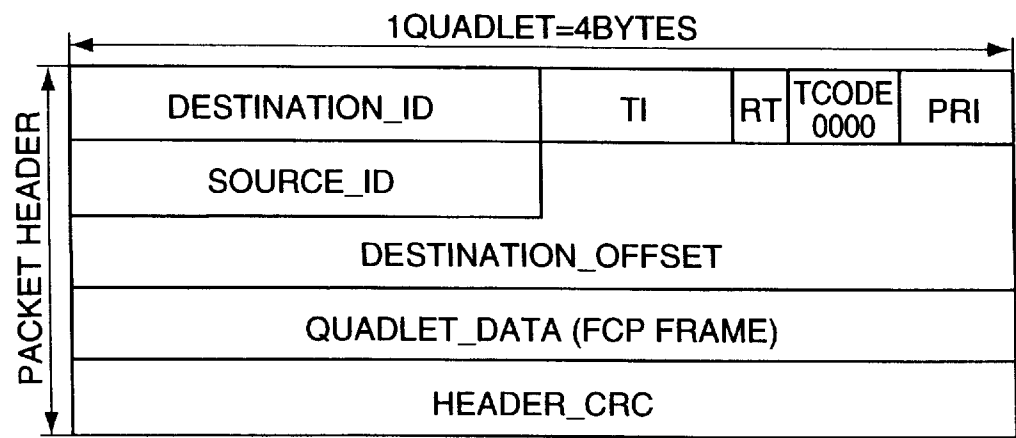 1QUADLET=4BYTES
PACKET HEADER
DESTINATION_ID
TI
RT
TCODE
0000
PRI
SOURCE_ID
DESTINATION_OFFSET
QUADLET_DATA (FCP FRAME)
HEADER_CRC